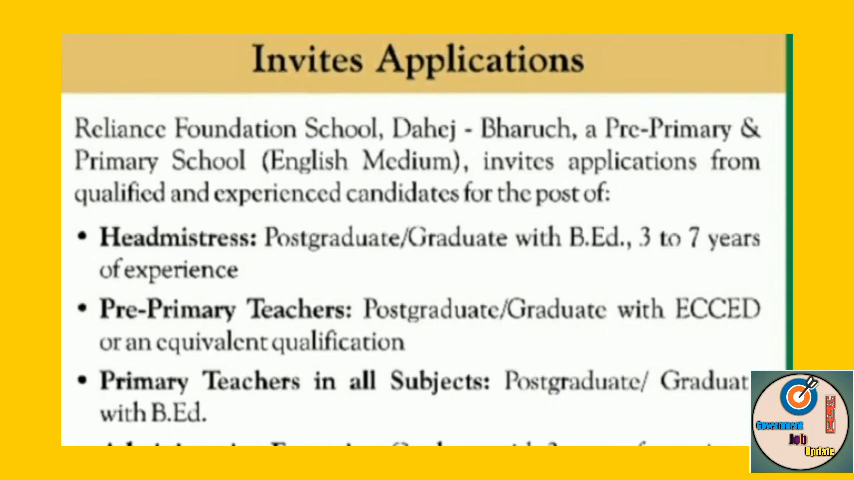 Invites Applications
Reliance Foundation School, Dahej - Bharuch, a Pre-Primary &
Primary School (English Medium), invites applications from
qualified and experienced candidates for the post of:
• Headmistress: Postgraduate/Graduate with B.Ed., 3 to 7 years
of experience
• Pre-Primary Teachers: Postgraduate/Graduate with ECCED
or an equivalent qualification
• Primary Teachers in all Subjects: Postgraduate/ Graduat
with B.Ed.
Government
Job
Update